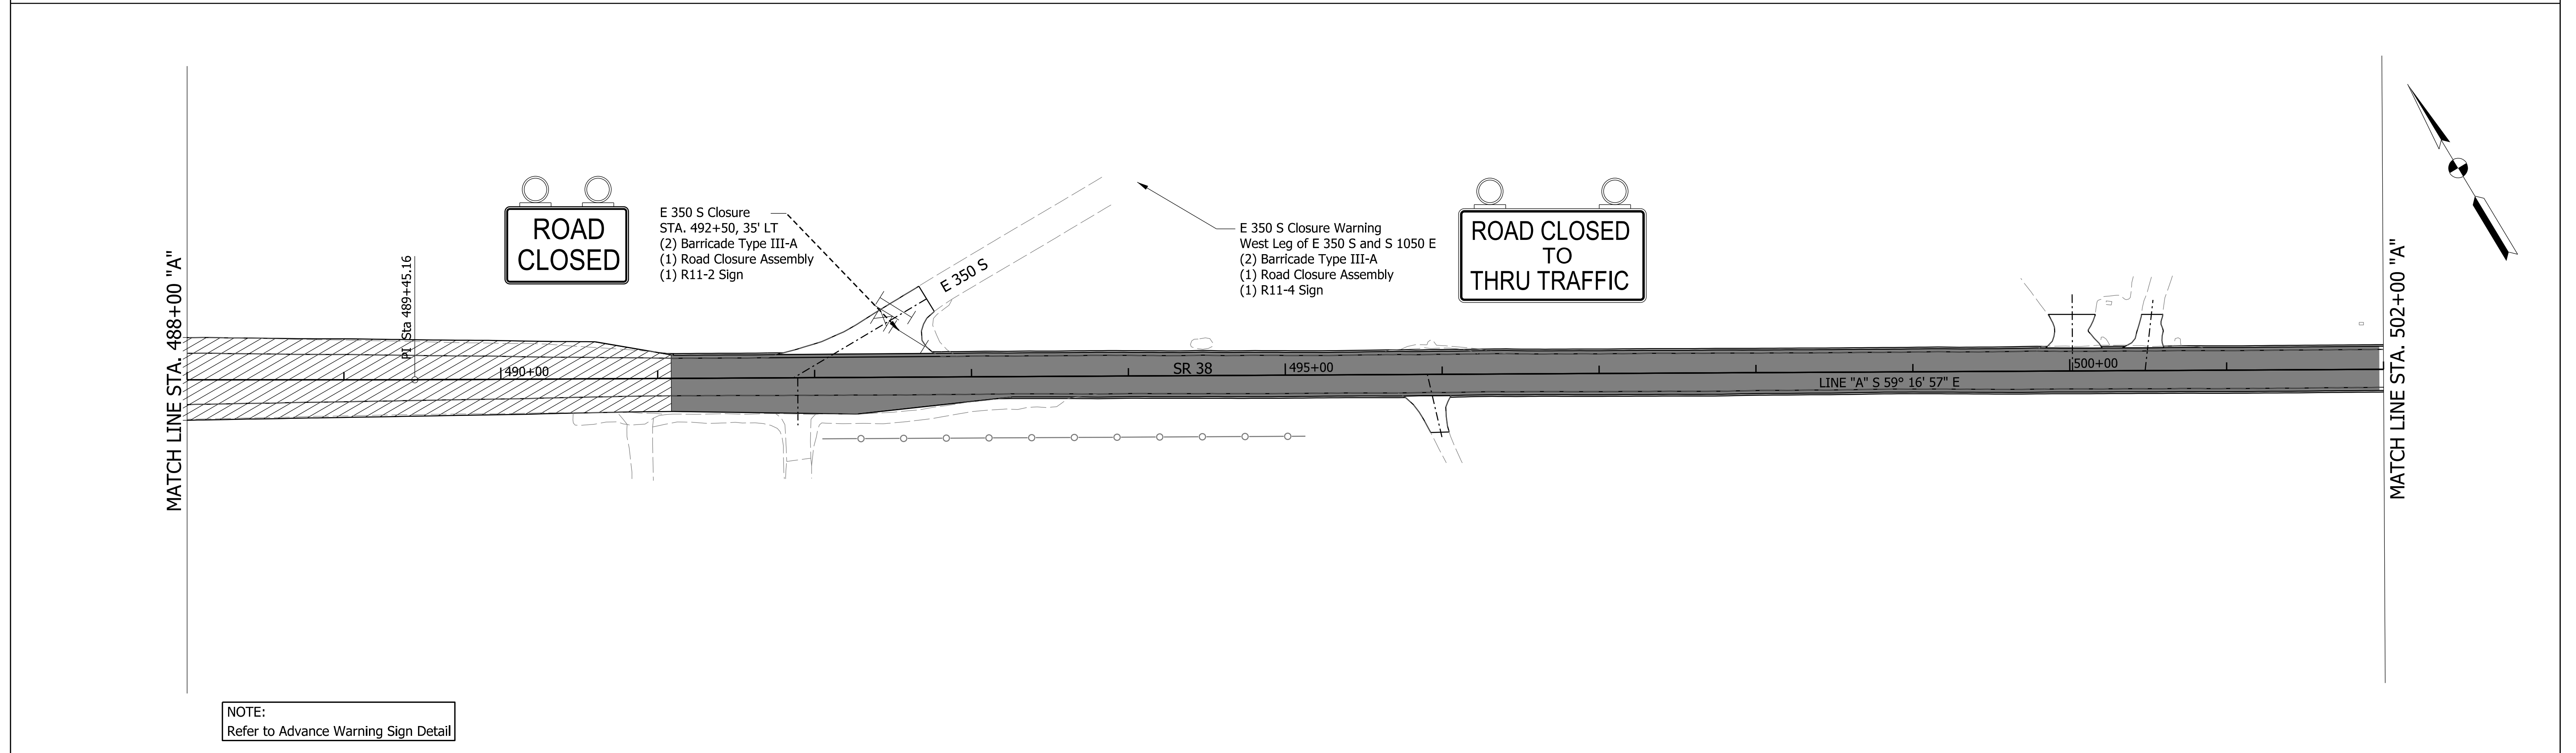 MATCH LINE STA. 488+00 "A"
PI Sta 489+45.16
ROAD
CLOSED
E 350 S Closure
STA. 492+50, 35' LT
(2) Barricade Type III-A
(1) Road Closure Assembly
(1) R11-2 Sign
E 350 S
E 350 S Closure Warning
West Leg of E 350 S and S 1050 E
(2) Barricade Type III-A
(1) Road Closure Assembly
(1) R11-4 Sign
ROAD CLOSED
TO
THRU TRAFFIC
490+00
SR 38
495+00
500+00
LINE "A" S 59° 16' 57" E
MATCH LINE STA. 502+00 "A"
NOTE:
Refer to Advance Warning Sign Detail